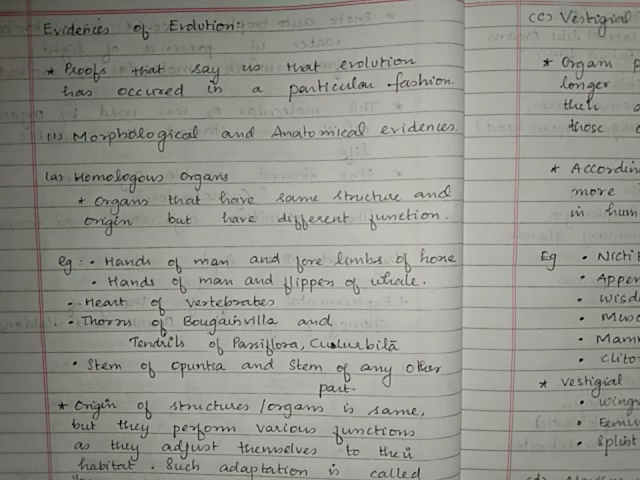 Evidences of Evolution:
* Proofs that say us that evolution
has occured in a particular fashion.
(1) Morphological and Anatomical evidences.
(a) Homologous Organs
* Organs that have same structure and
origin but have different function.
eg: • Hands of man and fore limbs of horse
• Hands of man and flippers of whale.
• Heart of vertebrates
• Thorns of Bougainvilla and
Tendrils of Passiflora,
• Stem of opuntia and stem of any other
part.
* Origin of structures/organs is same,
but they perform various functions
as they adjust themselves to their
habitat. Such adaptation is called
(c) Vestigial
* Organs
longer
those
* Accordin
more
in hum
Eg • Nicti
• Appen
• Wisd
• Musc
• Mam
• Clito
* Vestigial
• wing
• Femu
• Splint